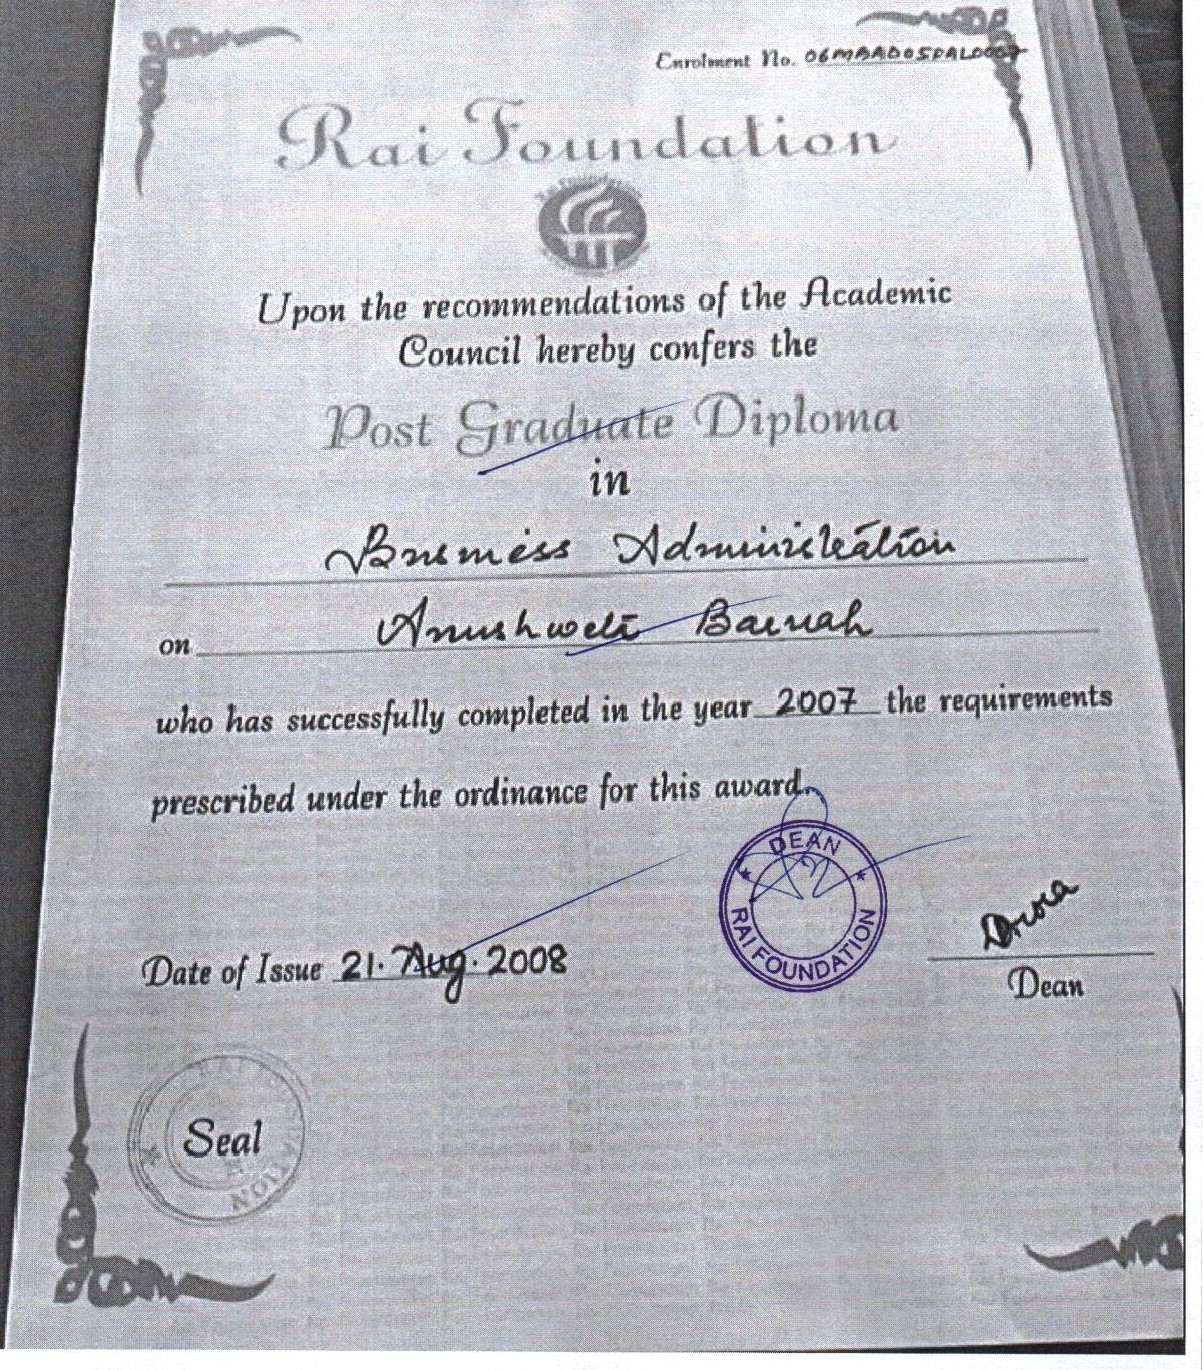 Enrolment No.
Rai Foundation
Upon the recommendations of the Academic
Council hereby confers the
Post Graduate Diploma
in
Business Administration
on Anushweti Baruah
who has successfully completed in the year 2007 the requirements
prescribed under the ordinance for this award.
DEAN
RAI FOUNDATION
Date of Issue 21. Aug. 2008
Dean
RAI FOUNDATION
Seal